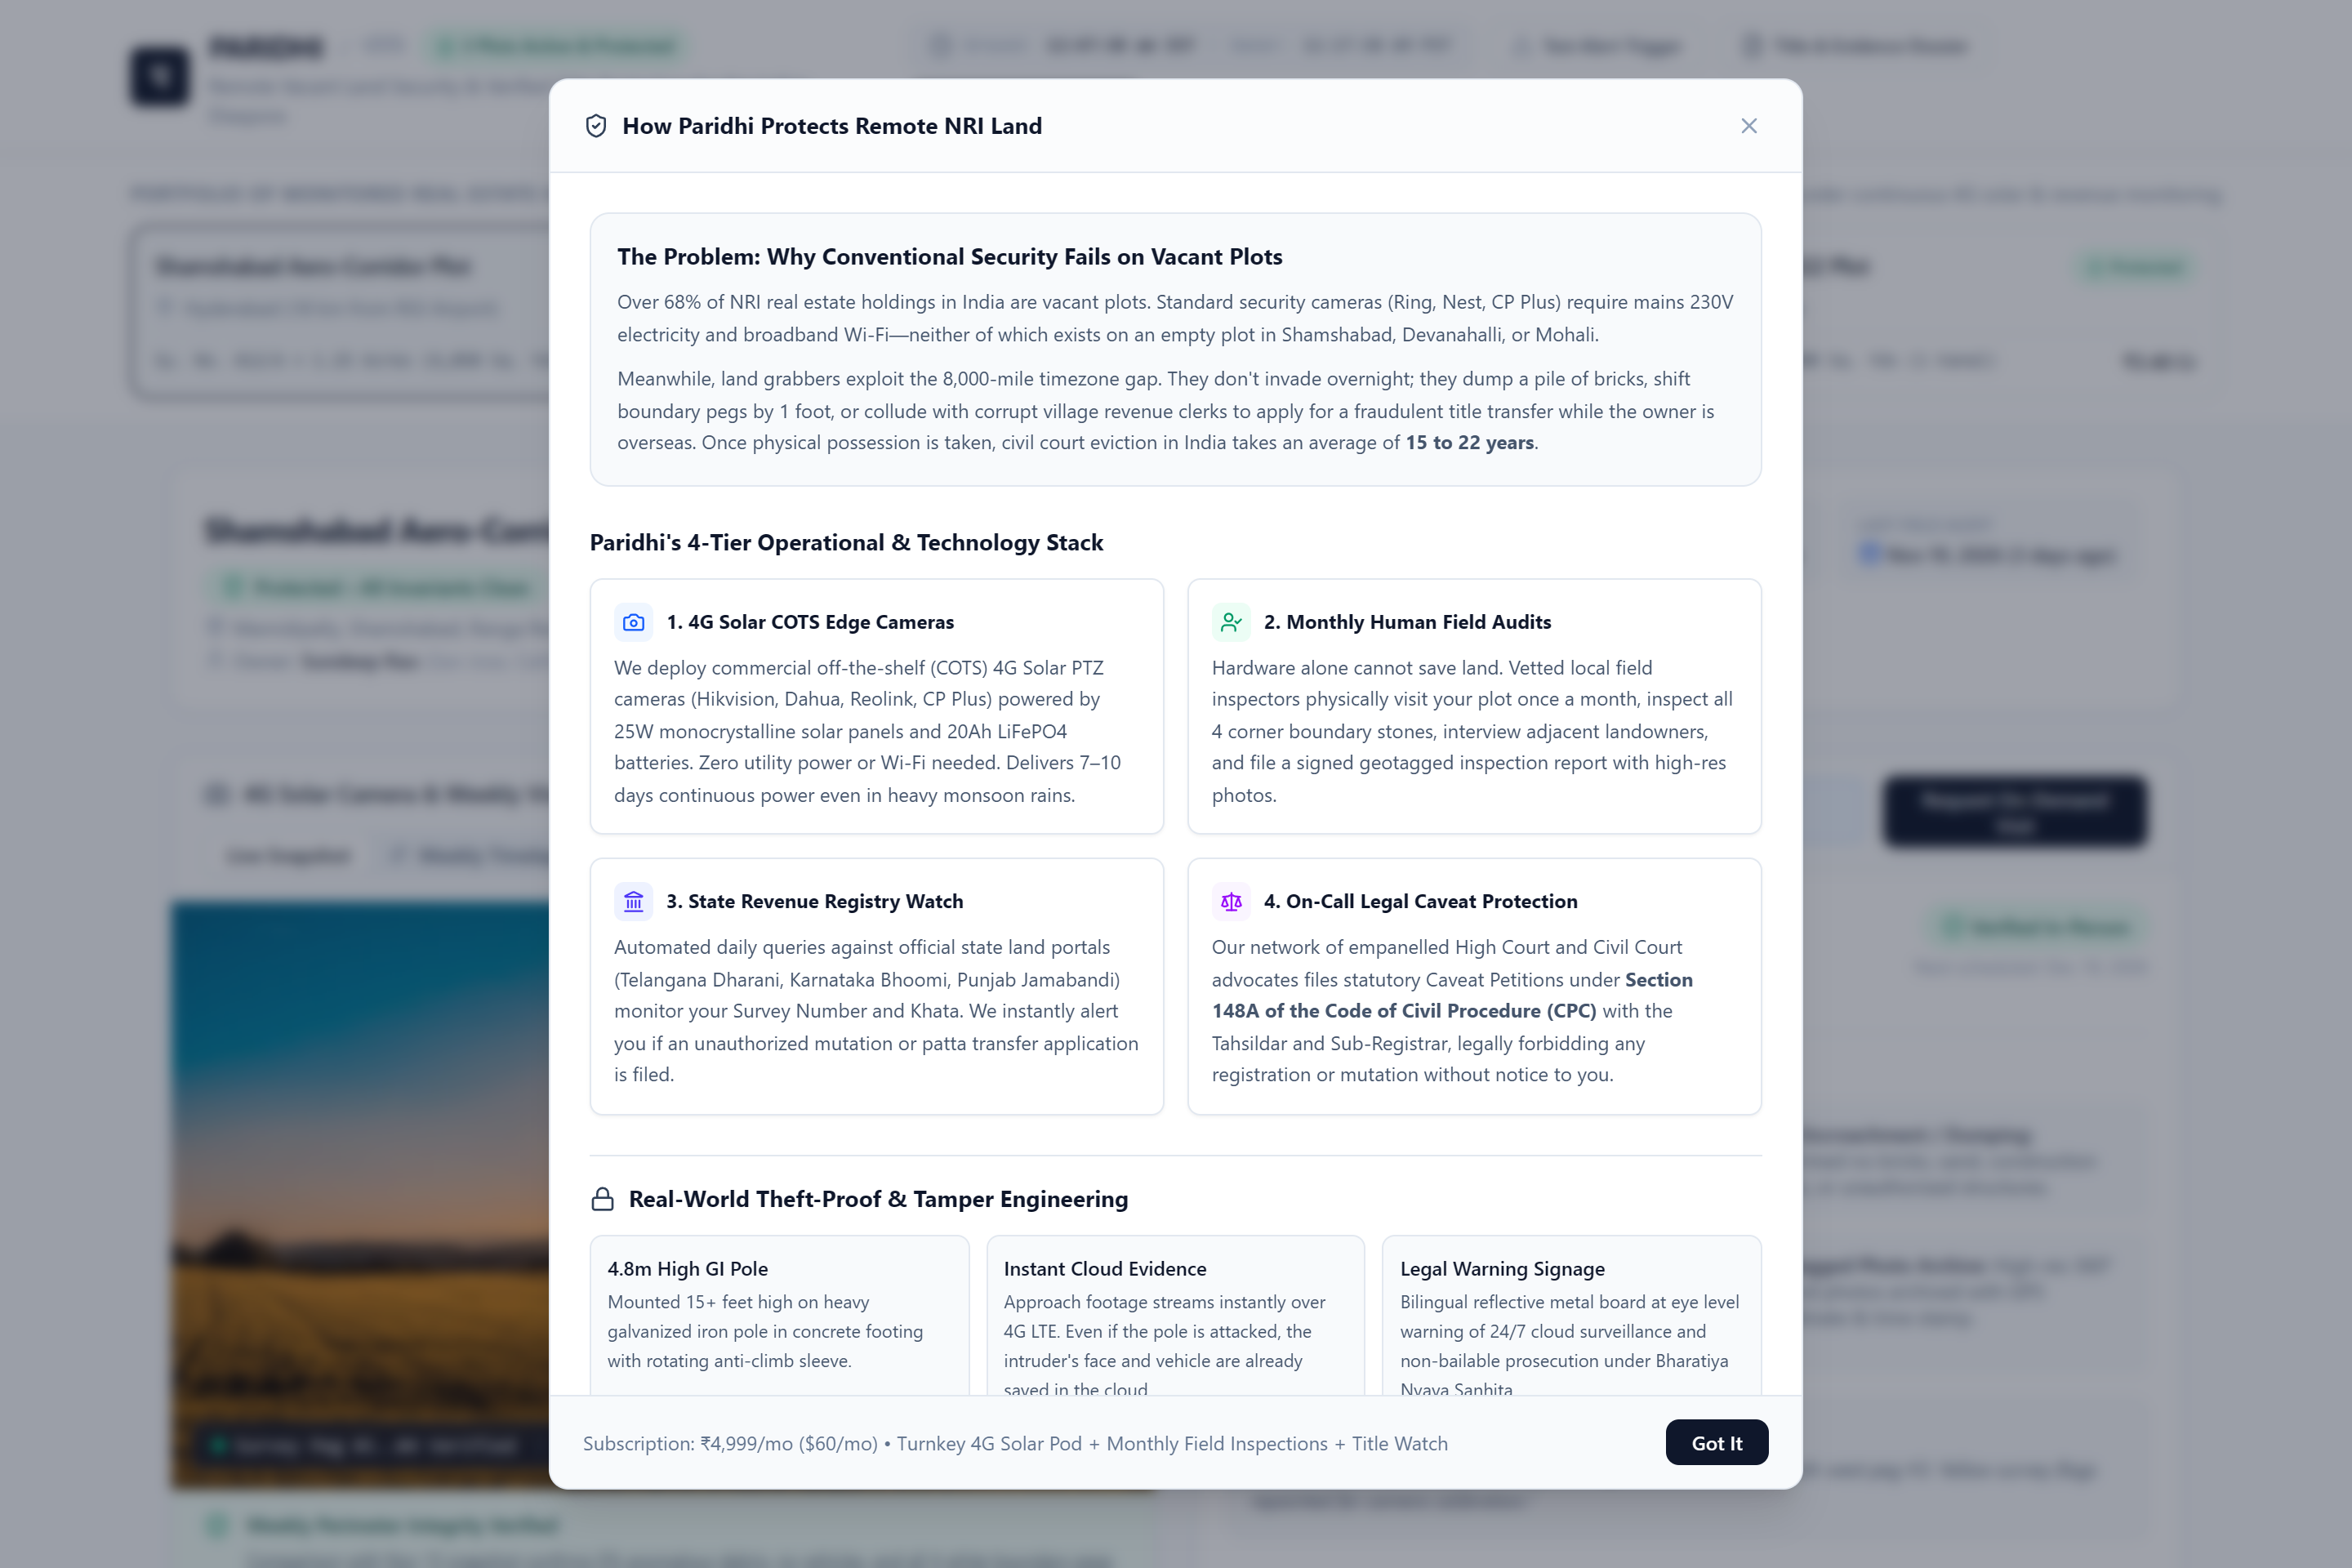 PARIDHI
How Paridhi Protects Remote NRI Land
The Problem: Why Conventional Security Fails on Vacant Plots
Over 68% of NRI real estate holdings in India are vacant plots. Standard security cameras (Ring, Nest, CP Plus) require mains 230V
electricity and broadband Wi-Fi—neither of which exists on an empty plot in Shamshabad, Devanahalli, or Mohali.
Meanwhile, land grabbers exploit the 8,000-mile timezone gap. They don't invade overnight; they dump a pile of bricks, shift
boundary pegs by 1 foot, or collude with corrupt village revenue clerks to apply for a fraudulent title transfer while the owner is
overseas. Once physical possession is taken, civil court eviction in India takes an average of 15 to 22 years.
Paridhi's 4-Tier Operational & Technology Stack
1. 4G Solar COTS Edge Cameras
We deploy commercial off-the-shelf (COTS) 4G Solar PTZ
cameras (Hikvision, Dahua, Reolink, CP Plus) powered by
25W monocrystalline solar panels and 20Ah LiFePO4
batteries. Zero utility power or Wi-Fi needed. Delivers 7–10
days continuous power even in heavy monsoon rains.
2. Monthly Human Field Audits
Hardware alone cannot save land. Vetted local field
inspectors physically visit your plot once a month, inspect all
4 corner boundary stones, interview adjacent landowners,
and file a signed geotagged inspection report with high-res
photos.
3. State Revenue Registry Watch
Automated daily queries against official state land portals
(Telangana Dharani, Karnataka Bhoomi, Punjab Jamabandi)
monitor your Survey Number and Khata. We instantly alert
you if an unauthorized mutation or patta transfer application
is filed.
4. On-Call Legal Caveat Protection
Our network of empanelled High Court and Civil Court
advocates files statutory Caveat Petitions under Section
148A of the Code of Civil Procedure (CPC) with the
Tahsildar and Sub-Registrar, legally forbidding any
registration or mutation without notice to you.
Real-World Theft-Proof & Tamper Engineering
4.8m High GI Pole
Mounted 15+ feet high on heavy
galvanized iron pole in concrete footing
with rotating anti-climb sleeve.
Instant Cloud Evidence
Approach footage streams instantly over
4G LTE. Even if the pole is attacked, the
intruder's face and vehicle are already
saved in the cloud
Legal Warning Signage
Bilingual reflective metal board at eye level
warning of 24/7 cloud surveillance and
non-bailable prosecution under Bharatiya
Nyaya Sanhita
Subscription: ₹4,999/mo ($60/mo) • Turnkey 4G Solar Pod + Monthly Field Inspections + Title Watch
Got It